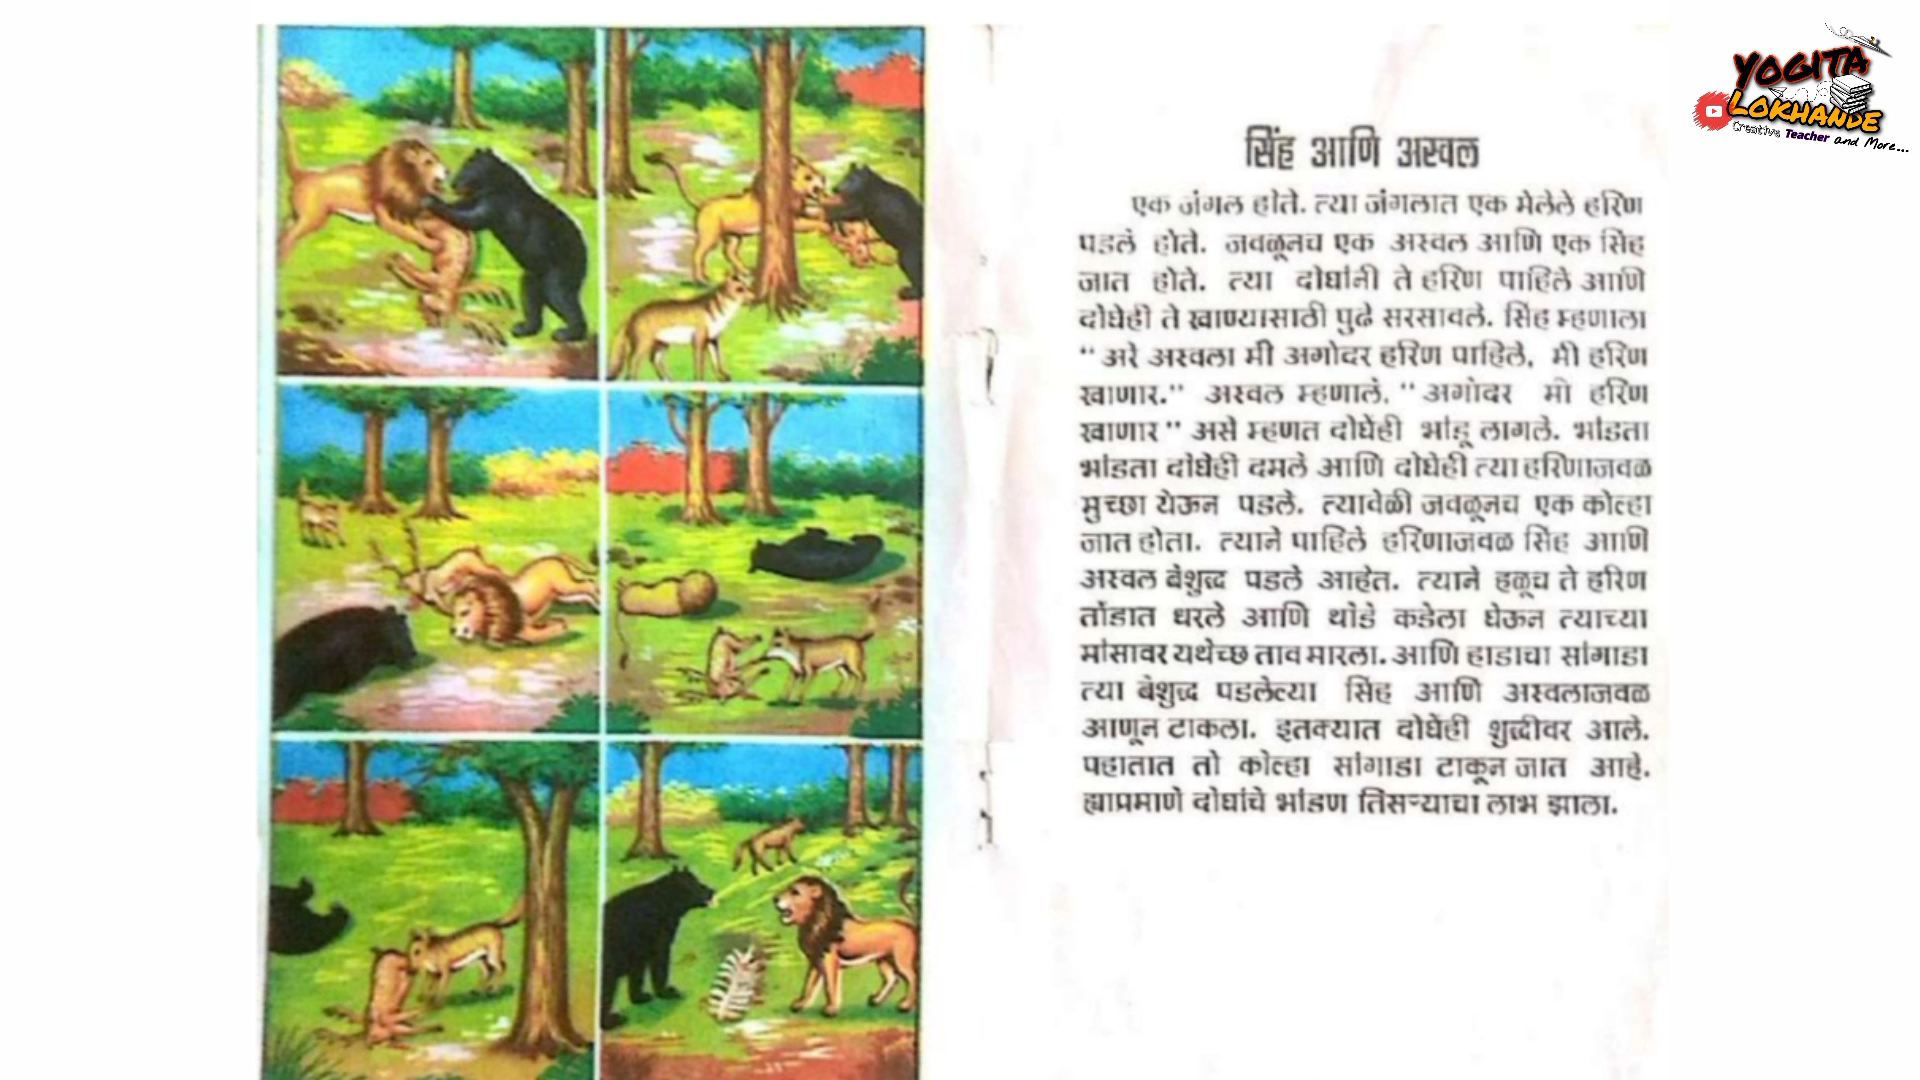 सिंह आणि अस्वल
एक जंगल होते. त्या जंगलात एक मेलेले हरिण
पडले होते. जवळूनच एक अस्वल आणि एक सिंह
जात होते. त्या दोघांनी ते हरिण पाहिले आणि
दोघेही ते खाण्यासाठी पुढे सरसावले. सिंह म्हणाला
“अरे अस्वला मी अगोदर हरिण पाहिले, मी हरिण
खाणार.” अस्वल म्हणाले, “अगोदर मी हरिण
खाणार” असे म्हणत दोघेंही भांडू लागले. भांडता
भांडता दोघेंही दमले आणि दोघेही त्या हरिणाजवळ
मुच्छा येऊन पडले. त्यावेळी जवळूनच एक कोल्हा
जात होता. त्याने पाहिले हरिणाजवळ सिंह आणि
अस्वल बेशुद्ध पडले आहेत. त्याने हळूच ते हरिण
तोंडात धरले आणि थोडे कडेला घेऊन त्याच्या
मांसावर यथेच्छ ताव मारला. आणि हाडाचा सांगाडा
त्या बेशुद्ध पडलेल्या सिंह आणि अस्वलाजवळ
आणून टाकला. इतक्यात दोघेंही शुद्धीवर आले.
पहातात तो कोल्हा सांगाडा टाकून जात आहे.
ह्याप्रमाणे दोघांचे भांडण तिसऱ्याचा लाभ झाला.
YOGITA
LOKHANDE
Creative Teacher and More...